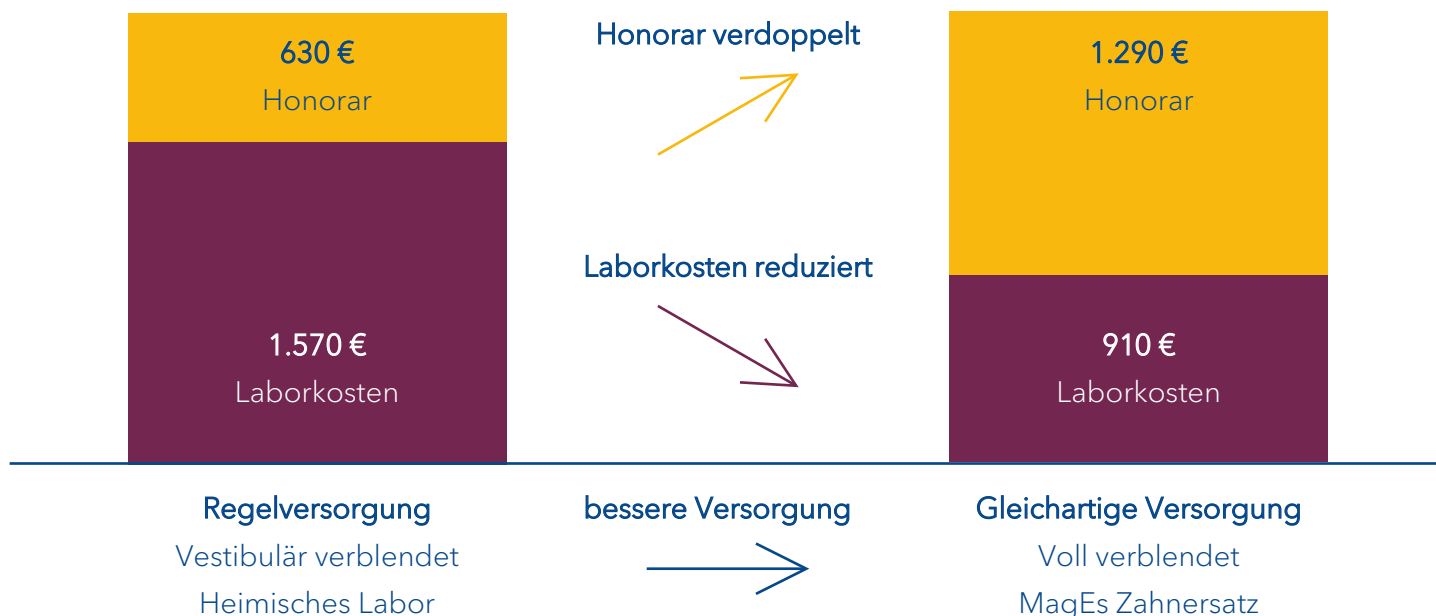 630 €
Honorar
1.570 €
Laborkosten
Honorar verdoppelt
Laborkosten reduziert
1.290 €
Honorar
910 €
Laborkosten
Regelversorgung
Vestibulär verblendet
Heimisches Labor
bessere Versorgung
Gleichartige Versorgung
Voll verblendet
MagEs Zahnersatz